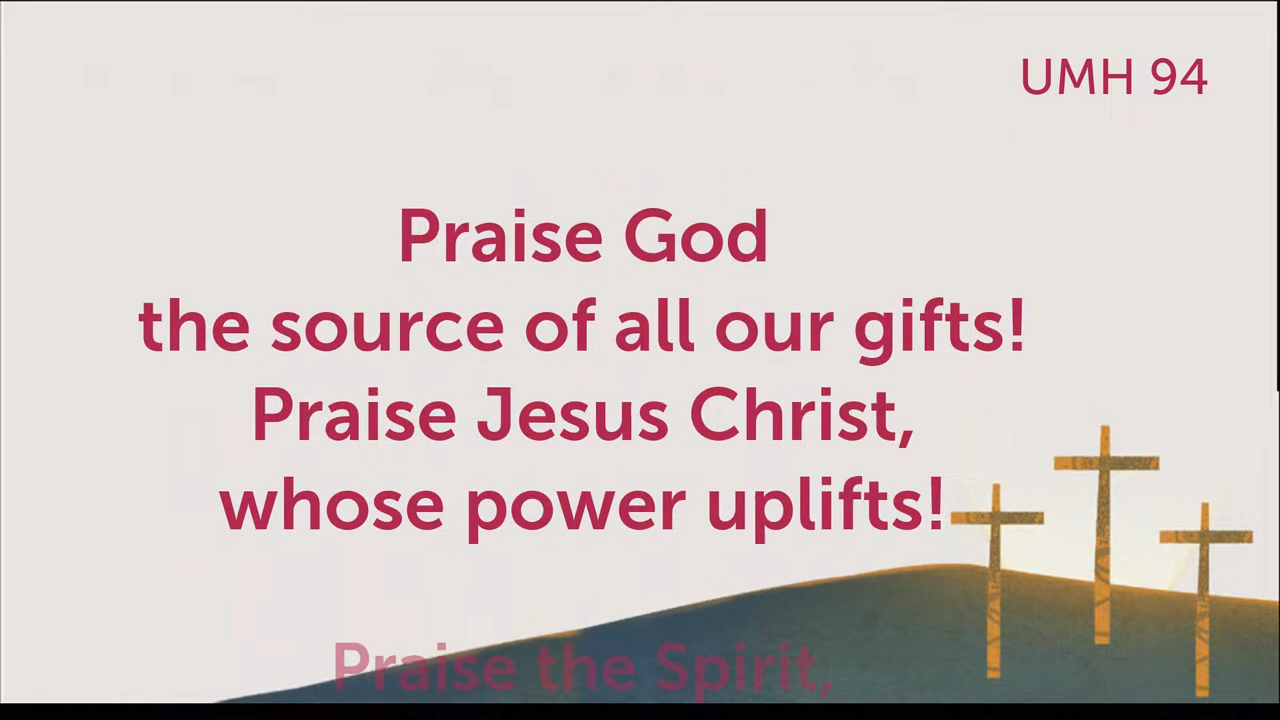 UMH 94
Praise God
the source of all our gifts!
Praise Jesus Christ,
whose power uplifts!
Praise the Spirit,